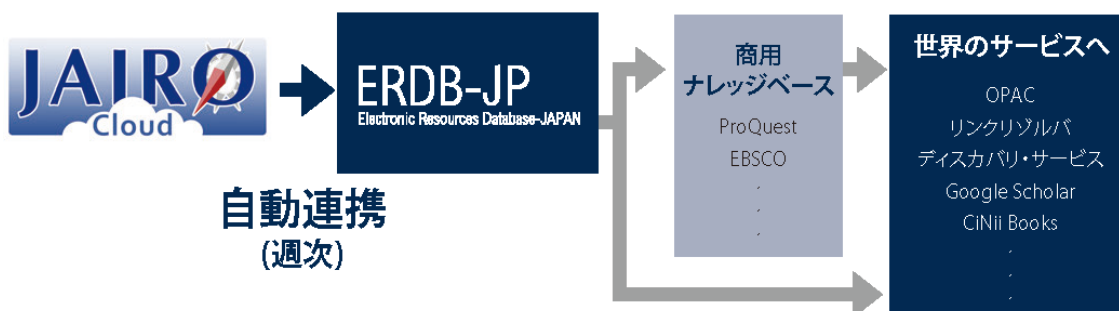 JAIRO
Cloud
ERDB-JP
Electronic Resources Database-JAPAN
自動連携
(週次)
商用
ナレッジベース
ProQuest
EBSCO
.
.
.
世界のサービスへ
OPAC
リンクリゾルバ
ディスカバリ・サービス
Google Scholar
CiNii Books
.
.
.